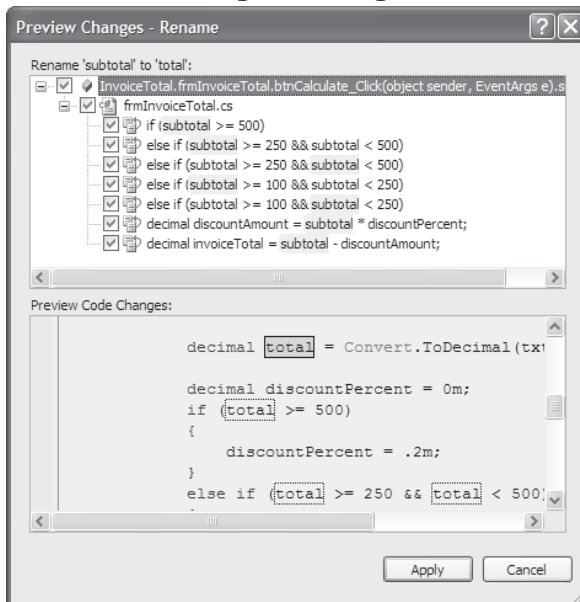 Preview Changes - Rename
Rename 'subtotal' to 'total':
InvoiceTotal.frmInvoiceTotal.btnCalculate_Click(object sender, EventArgs e).s
frmInvoiceTotal.cs
if (subtotal >= 500)
else if (subtotal >= 250 && subtotal < 500)
else if (subtotal >= 250 && subtotal < 500)
else if (subtotal >= 100 && subtotal < 250)
else if (subtotal >= 100 && subtotal < 250)
decimal discountAmount = subtotal * discountPercent;
decimal invoiceTotal = subtotal - discountAmount;
Preview Code Changes:
decimal total = Convert.ToDecimal(txt
decimal discountPercent = 0m;
if (total >= 500)
{
discountPercent = .2m;
}
else if (total >= 250 && total < 500)
Apply Cancel